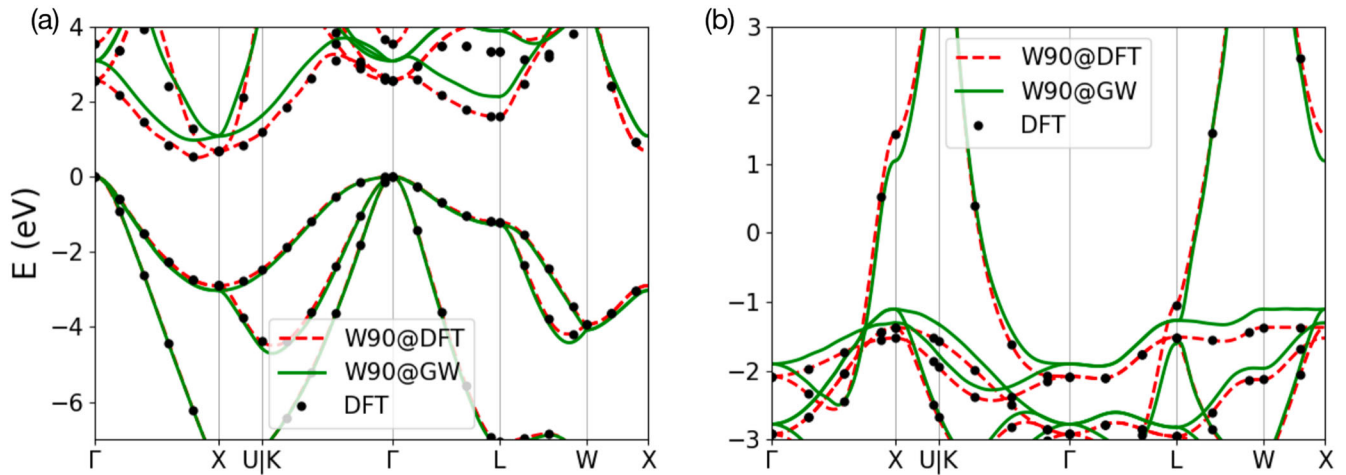 (a)
(b)
E (eV)
4
2
0
−2
−4
−6
W90@DFT
W90@GW
DFT
Γ X U|K Γ L W X
3
2
1
0
−1
−2
−3
W90@DFT
W90@GW
DFT
Γ X U|K Γ L W X